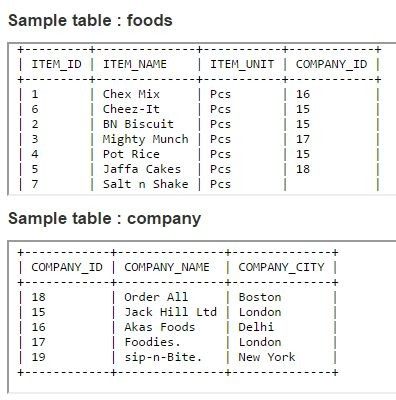 Sample table : foods
+---------+--------------+-----------+------------+
| ITEM_ID | ITEM_NAME    | ITEM_UNIT | COMPANY_ID |
+---------+--------------+-----------+------------+
| 1       | Chex Mix     | Pcs       | 16         |
| 6       | Cheez-It     | Pcs       | 15         |
| 2       | BN Biscuit   | Pcs       | 15         |
| 3       | Mighty Munch | Pcs       | 17         |
| 4       | Pot Rice     | Pcs       | 15         |
| 5       | Jaffa Cakes  | Pcs       | 18         |
| 7       | Salt n Shake | Pcs       |            |
Sample table : company
+------------+---------------+--------------+
| COMPANY_ID | COMPANY_NAME  | COMPANY_CITY |
+------------+---------------+--------------+
| 18         | Order All     | Boston       |
| 15         | Jack Hill Ltd | London       |
| 16         | Akas Foods    | Delhi        |
| 17         | Foodies.      | London       |
| 19         | sip-n-Bite.   | New York     |
+------------+---------------+--------------+